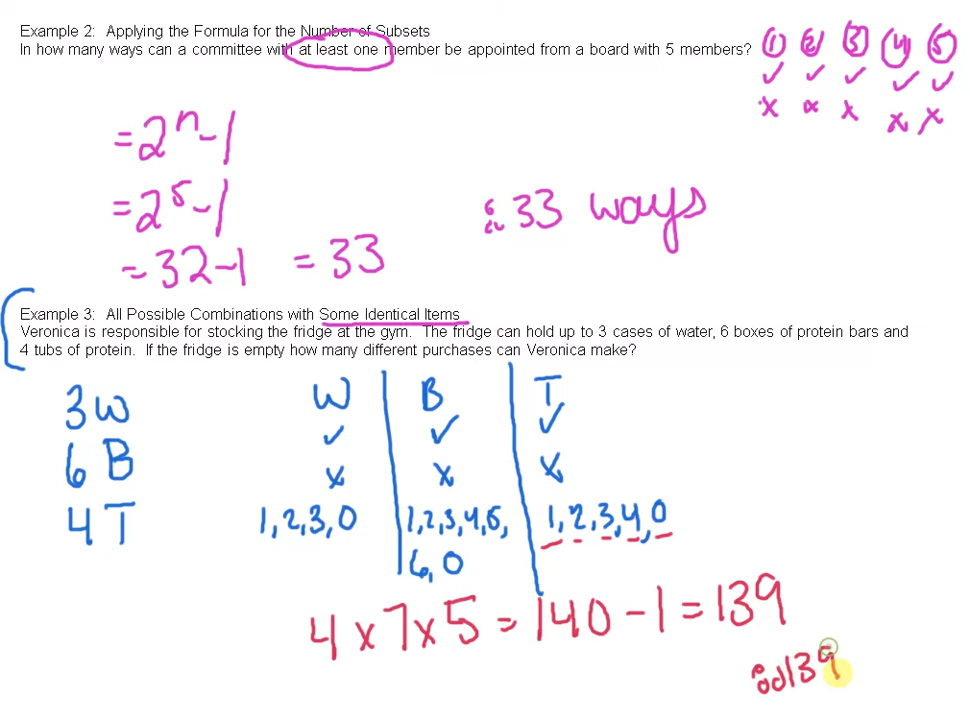 Example 2: Applying the Formula for the Number of Subsets
In how many ways can a committee with at least one member be appointed from a board with 5 members?
1 2 3 4 5
✓ ✓ ✓ ✓ ✓
x x x x x
= 2ⁿ - 1
= 2⁵ - 1
∴ 33 ways
= 32 - 1 = 33
Example 3: All Possible Combinations with Some Identical Items
Veronica is responsible for stocking the fridge at the gym. The fridge can hold up to 3 cases of water, 6 boxes of protein bars and
4 tubs of protein. If the fridge is empty how many different purchases can Veronica make?
3W
6B
4T
W B T
✓ ✓ ✓
x x x
1,2,3,0 1,2,3,4,5, 1,2,3,4,0
6,0
4 x 7 x 5 = 140 - 1 = 139
139